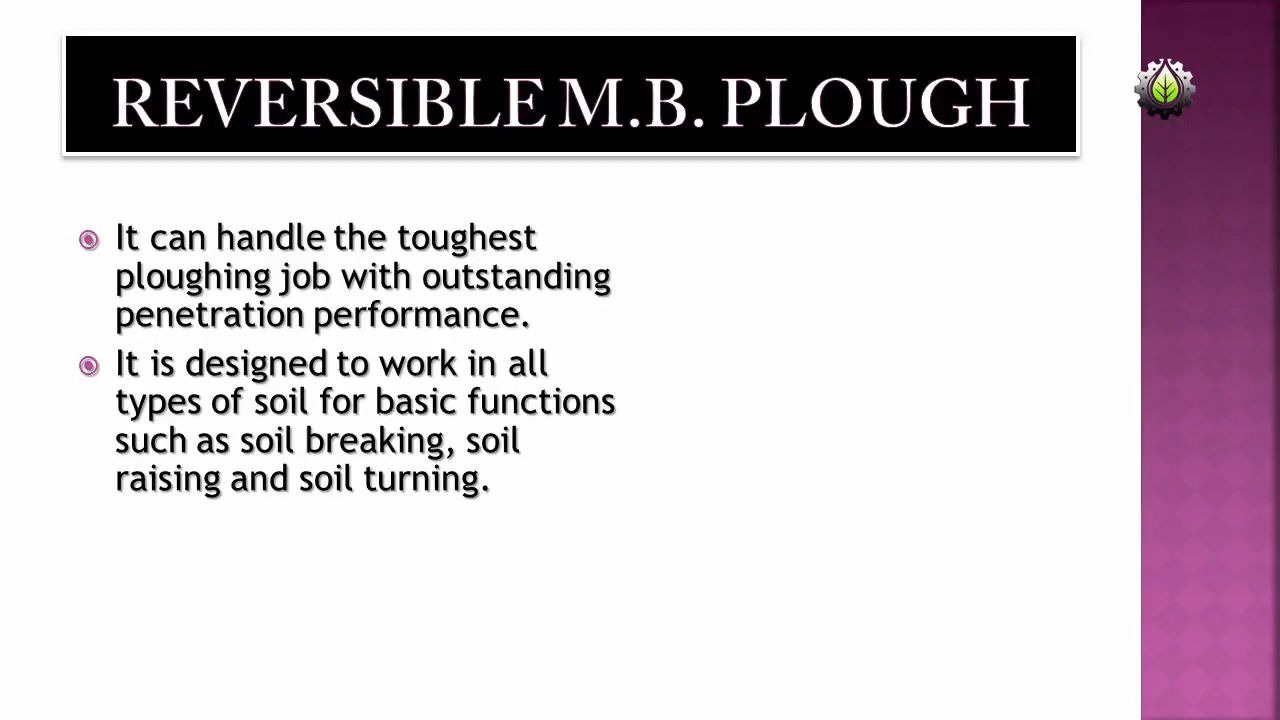 REVERSIBLE M.B. PLOUGH
It can handle the toughest
ploughing job with outstanding
penetration performance.
It is designed to work in all
types of soil for basic functions
such as soil breaking, soil
raising and soil turning.